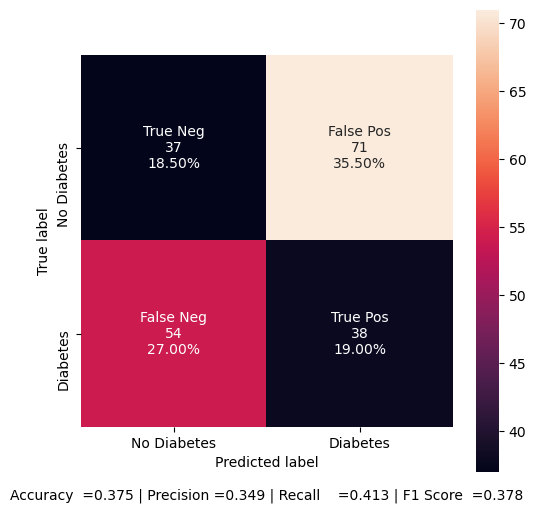 True Neg
37
18.50%
False Pos
71
35.50%
False Neg
54
27.00%
True Pos
38
19.00%
No Diabetes
Diabetes
True label
No Diabetes
Diabetes
Predicted label
70
65
60
55
50
45
40
Accuracy  =0.375 | Precision =0.349 | Recall    =0.413 | F1 Score  =0.378